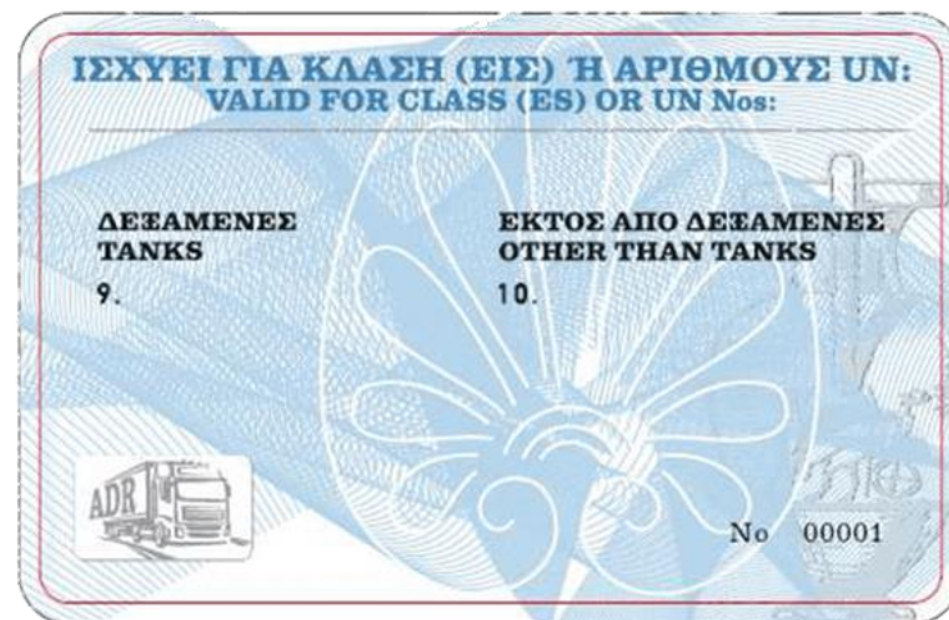 ΙΣΧΥΕΙ ΓΙΑ ΚΛΑΣΗ (ΕΙΣ) Ή ΑΡΙΘΜΟΥΣ UN:
VALID FOR CLASS (ES) OR UN Nos:
ΔΕΞΑΜΕΝΕΣ
TANKS
9.
ΕΚΤΟΣ ΑΠΟ ΔΕΞΑΜΕΝΕΣ
OTHER THAN TANKS
10.
ADR
No 00001